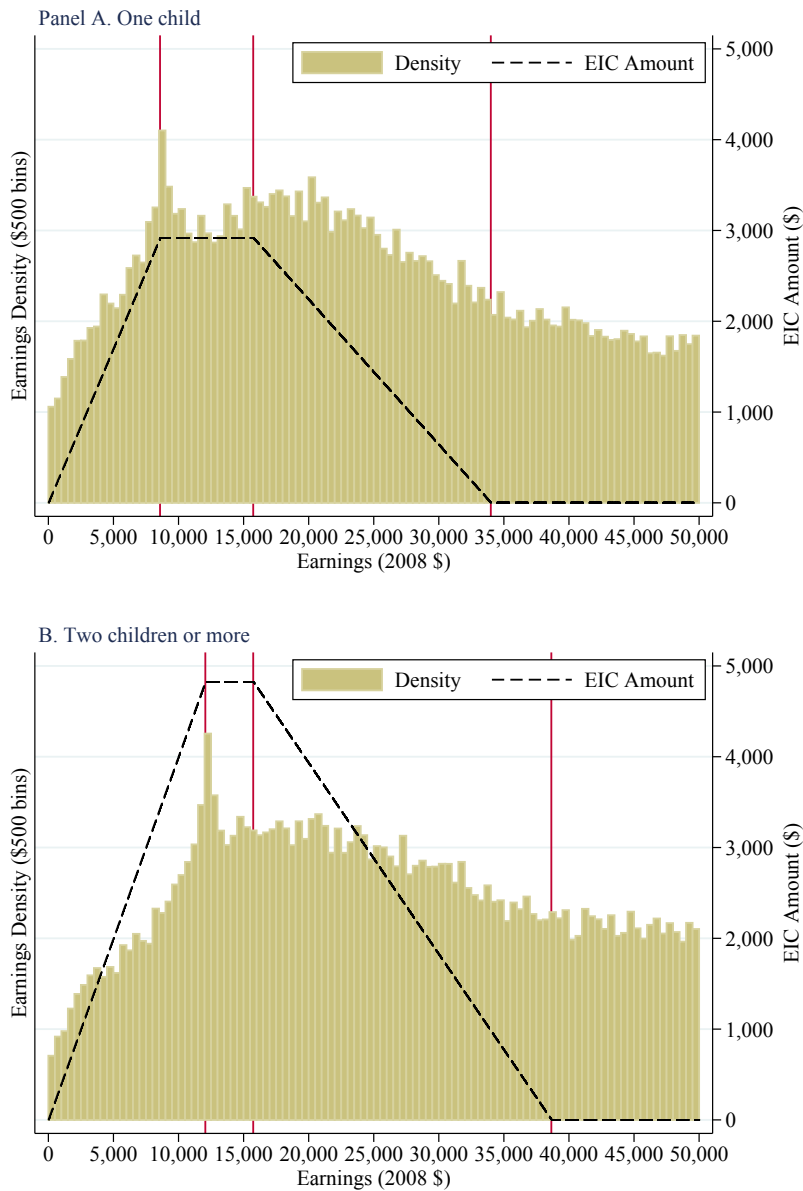 Panel A. One child
Density
EIC Amount
Earnings Density ($500 bins)
5,000
4,000
3,000
2,000
1,000
0
EIC Amount ($)
0 5,000 10,000 15,000 20,000 25,000 30,000 35,000 40,000 45,000 50,000
Earnings (2008 $)
B. Two children or more
Density
EIC Amount
Earnings Density ($500 bins)
5,000
4,000
3,000
2,000
1,000
0
EIC Amount ($)
0 5,000 10,000 15,000 20,000 25,000 30,000 35,000 40,000 45,000 50,000
Earnings (2008 $)